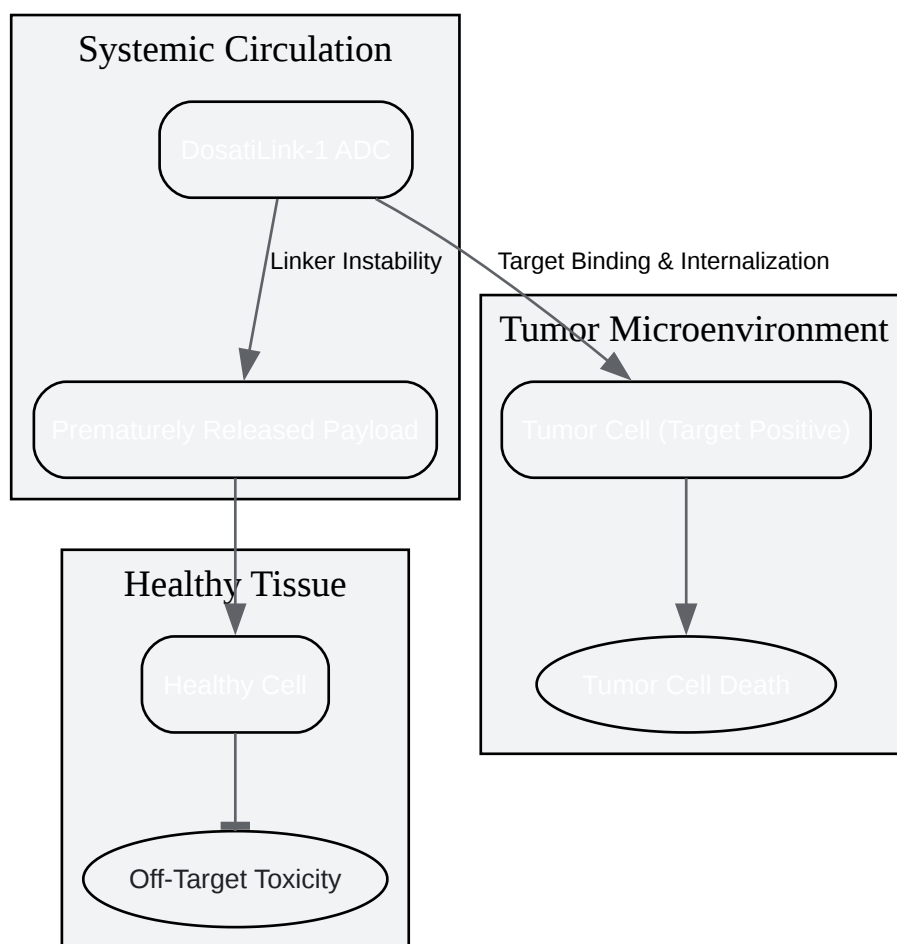 Systemic Circulation
DosatiLink-1 ADC
Linker Instability
Target Binding & Internalization
Tumor Microenvironment
Prematurely Released Payload
Tumor Cell (Target Positive)
Healthy Tissue
Healthy Cell
Tumor Cell Death
Off-Target Toxicity